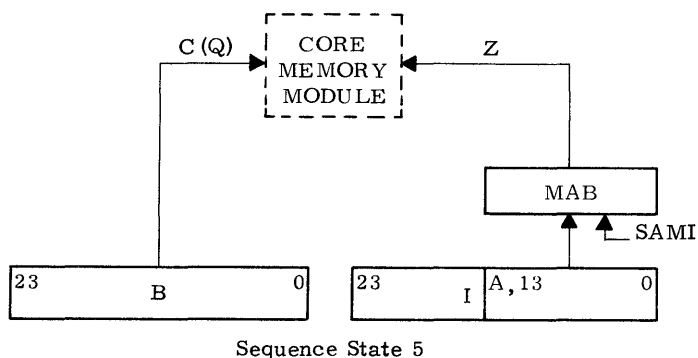 C(Q)
CORE
MEMORY
MODULE
Z
MAB
SAMI
23 B 0
23 I A,13 0
Sequence State 5